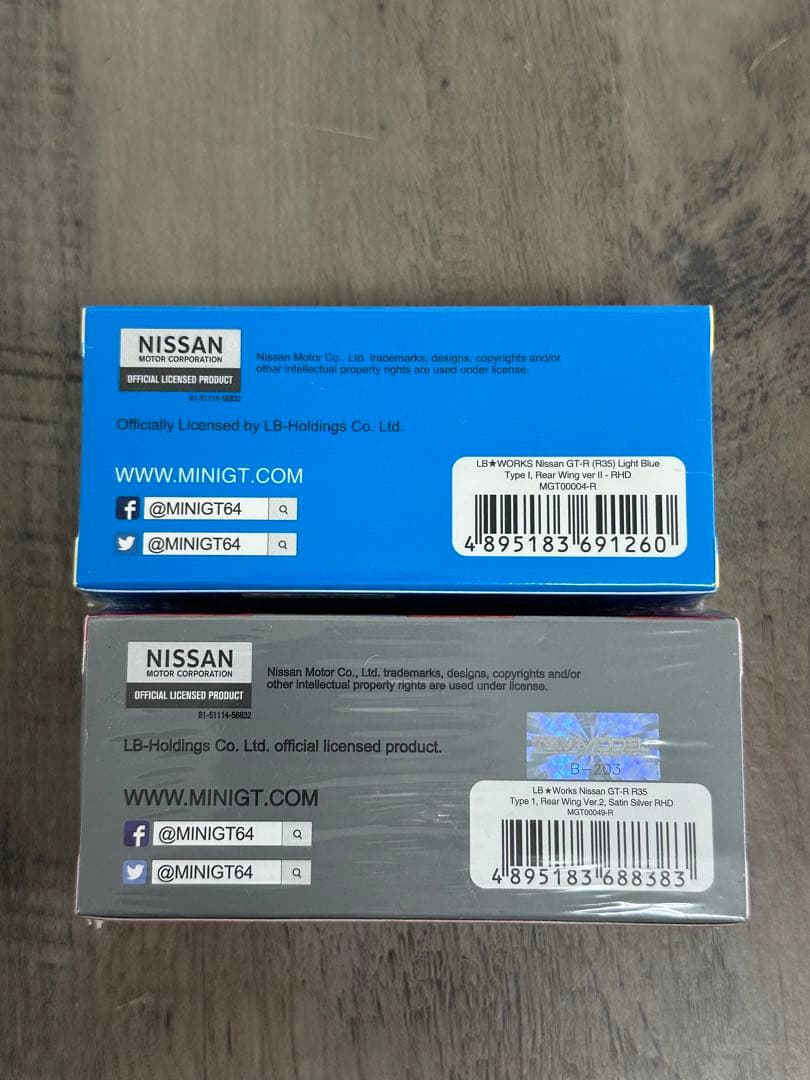 NISSAN
MOTOR CORPORATION
OFFICIAL LICENSED PRODUCT
81-51114-56832
Nissan Motor Co., Ltd. trademarks, designs, copyrights and/or
other intellectual property rights are used under license.
Officially Licensed by LB-Holdings Co. Ltd.
WWW.MINIGT.COM
@MINIGT64
@MINIGT64
LB★WORKS Nissan GT-R (R35) Light Blue
Type I, Rear Wing ver II - RHD
MGT00004-R
4 895183 691260
NISSAN
MOTOR CORPORATION
OFFICIAL LICENSED PRODUCT
81-51114-56832
Nissan Motor Co., Ltd. trademarks, designs, copyrights and/or
other intellectual property rights are used under license.
LB-Holdings Co. Ltd. official licensed product.
WWW.MINIGT.COM
@MINIGT64
@MINIGT64
TSM-MODEL
B-203
LB★Works Nissan GT-R R35
Type 1, Rear Wing Ver.2, Satin Silver RHD
MGT00049-R
4 895183 688383